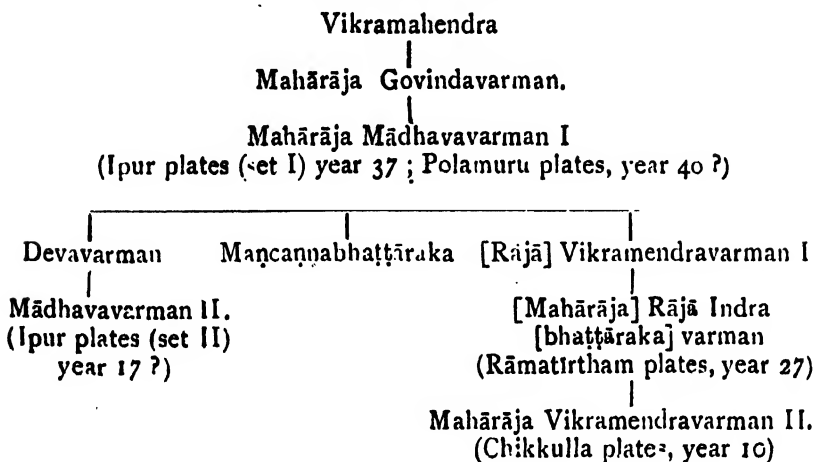 Vikramahendra
Mahārāja Govindavarman.
Mahārāja Mādhavavarman I
(Ipur plates (set I) year 37 ; Polamuru plates, year 40 ?)
Devavarman Maṇcaṇṇabhaṭṭāraka [Rājā] Vikramendravarman I
Mādhavavarman II.
(Ipur plates (set II)
year 17 ?)
[Mahārāja] Rājā Indra
[bhaṭṭāraka] varman
(Rāmatīrtham plates, year 27)
Mahārāja Vikramendravarman II.
(Chikkulla plates, year 10)